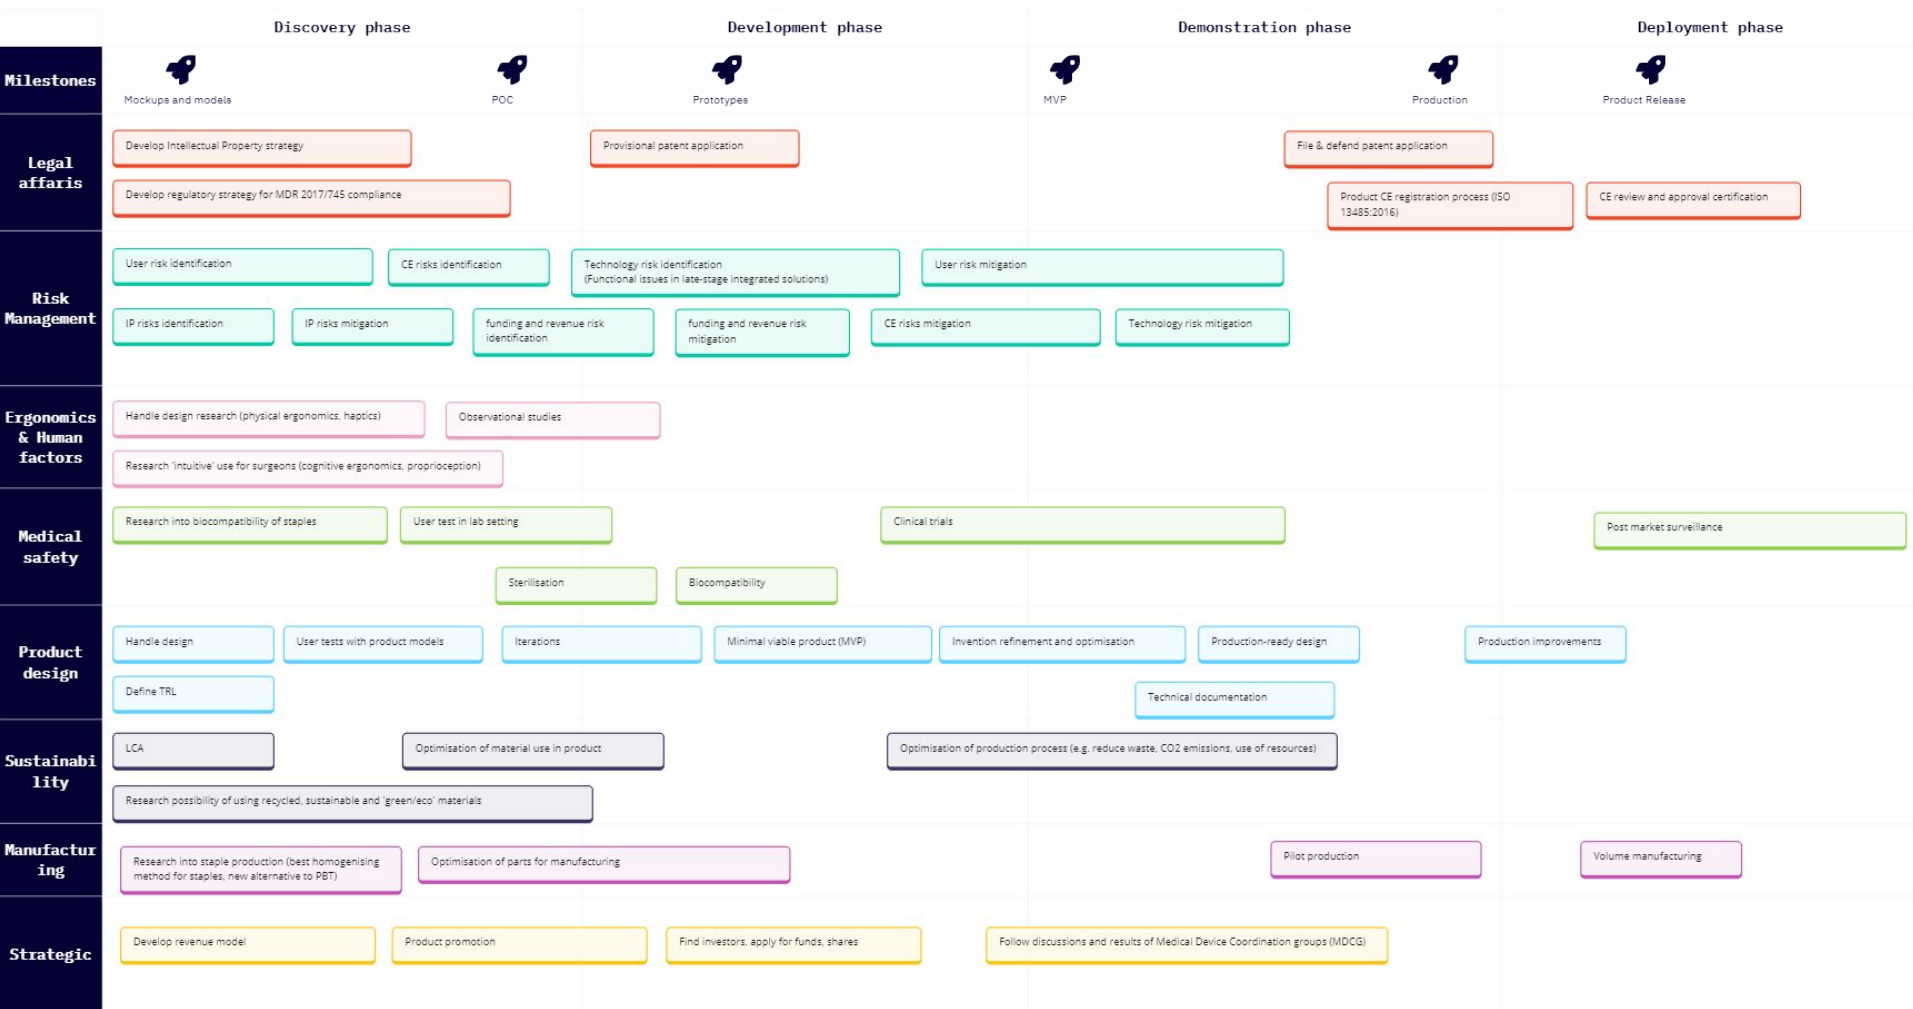 Discovery phase
Development phase
Demonstration phase
Deployment phase
Milestones
Mockups and models
POC
Prototypes
MVP
Production
Product Release
Legal
affaris
Develop Intellectual Property strategy
Provisional patent application
File & defend patent application
Develop regulatory strategy for MDR 2017/745 compliance
Product CE registration process (ISO
13485:2016)
CE review and approval certification
Risk
Management
User risk identification
CE risks identification
Technology risk identification
(Functional issues in late-stage integrated solutions)
User risk mitigation
IP risks identification
IP risks mitigation
funding and revenue risk
identification
funding and revenue risk
mitigation
CE risks mitigation
Technology risk mitigation
Ergonomics
& Human
factors
Handle design research (physical ergonomics, haptics)
Observational studies
Research 'intuitive' use for surgeons (cognitive ergonomics, proprioception)
Medical
safety
Research into biocompatibility of staples
User test in lab setting
Clinical trials
Post market surveillance
Sterilisation
Biocompatibility
Product
design
Handle design
User tests with product models
Iterations
Minimal viable product (MVP)
Invention refinement and optimisation
Production-ready design
Production improvements
Define TRL
Technical documentation
Sustainabi
lity
LCA
Optimisation of material use in product
Optimisation of production process (e.g. reduce waste, CO2 emissions, use of resources)
Research possibility of using recycled, sustainable and 'green/eco' materials
Manufactur
ing
Research into staple production (best homogenising
method for staples, new alternative to PBT)
Optimisation of parts for manufacturing
Pilot production
Volume manufacturing
Strategic
Develop revenue model
Product promotion
Find investors, apply for funds, shares
Follow discussions and results of Medical Device Coordination groups (MDCG)